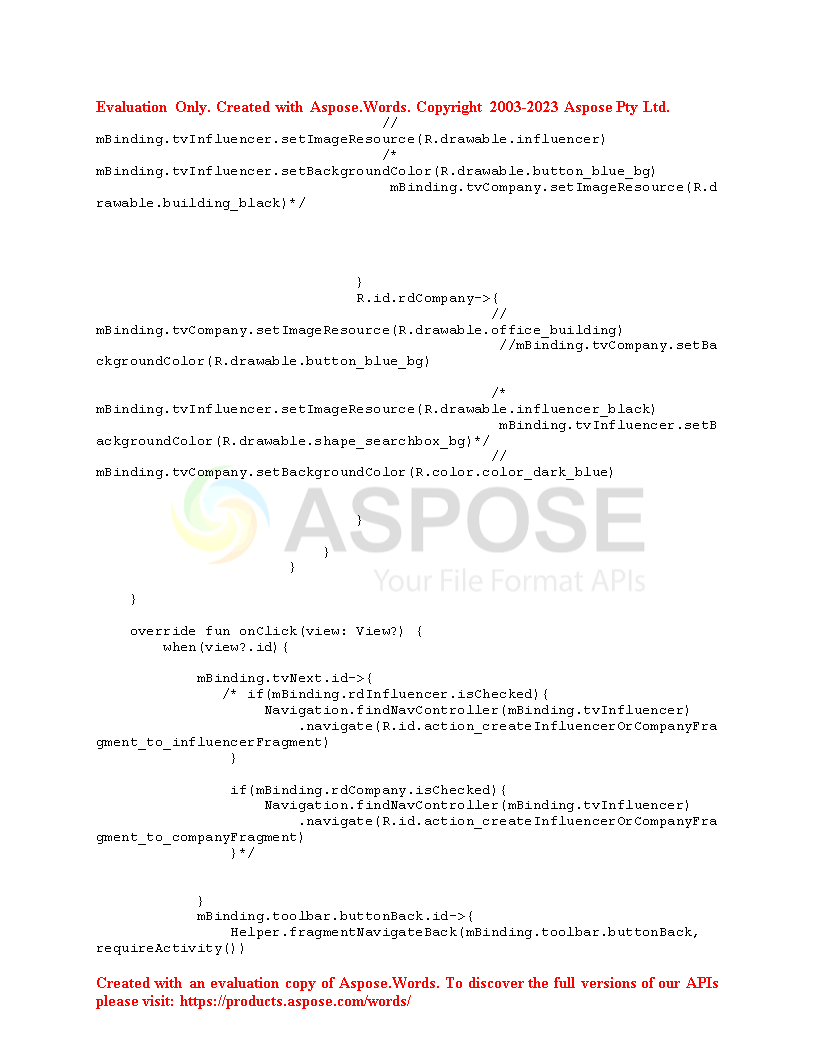 Evaluation Only. Created with Aspose.Words. Copyright 2003-2023 Aspose Pty Ltd.
//
mBinding.tvInfluencer.setImageResource(R.drawable.influencer)
/*
mBinding.tvInfluencer.setBackgroundColor(R.drawable.button_blue_bg)
mBinding.tvCompany.setImageResource(R.d
rawable.building_black)*/
}
R.id.rdCompany->{
//
mBinding.tvCompany.setImageResource(R.drawable.office_building)
//mBinding.tvCompany.setBa
ckgroundColor(R.drawable.button_blue_bg)
/*
mBinding.tvInfluencer.setImageResource(R.drawable.influencer_black)
mBinding.tvInfluencer.setB
ackgroundColor(R.drawable.shape_searchbox_bg)*/
//
mBinding.tvCompany.setBackgroundColor(R.color.color_dark_blue)
ASPOSE
}
}
}
Your File Format APIs
}
override fun onClick(view: View?) {
when(view?.id){
mBinding.tvNext.id->{
/* if(mBinding.rdInfluencer.isChecked){
Navigation.findNavController(mBinding.tvInfluencer)
.navigate(R.id.action_createInfluencerOrCompanyFra
gment_to_influencerFragment)
}
if(mBinding.rdCompany.isChecked){
Navigation.findNavController(mBinding.tvInfluencer)
.navigate(R.id.action_createInfluencerOrCompanyFra
gment_to_companyFragment)
}*/
}
mBinding.toolbar.buttonBack.id->{
Helper.fragmentNavigateBack(mBinding.toolbar.buttonBack,
requireActivity())
Created with an evaluation copy of Aspose.Words. To discover the full versions of our APIs
please visit: https://products.aspose.com/words/